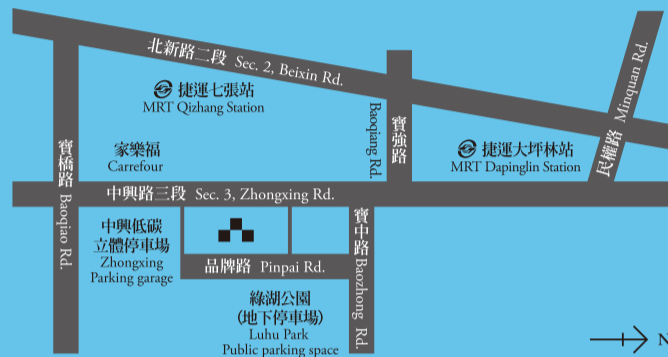 北新路二段 Sec. 2, Beixin Rd.
民權路 Minquan Rd.
捷運七張站
MRT Qizhang Station
寶強路
Baoqiang Rd.
捷運大坪林站
MRT Dapinglin Station
寶橋路 Baoqiao Rd.
家樂福
Carrefour
中興路三段 Sec. 3, Zhongxing Rd.
中興低碳
立體停車場
Zhongxing
Parking garage
寶中路 Baozhong Rd.
品牌路 Pinpai Rd.
綠湖公園
(地下停車場)
Luhu Park
Public parking space
N